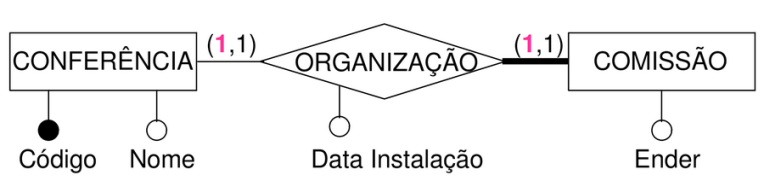 (1,1) (1,1)
CONFERÊNCIA ORGANIZAÇÃO COMISSÃO
Código Nome Data Instalação Ender